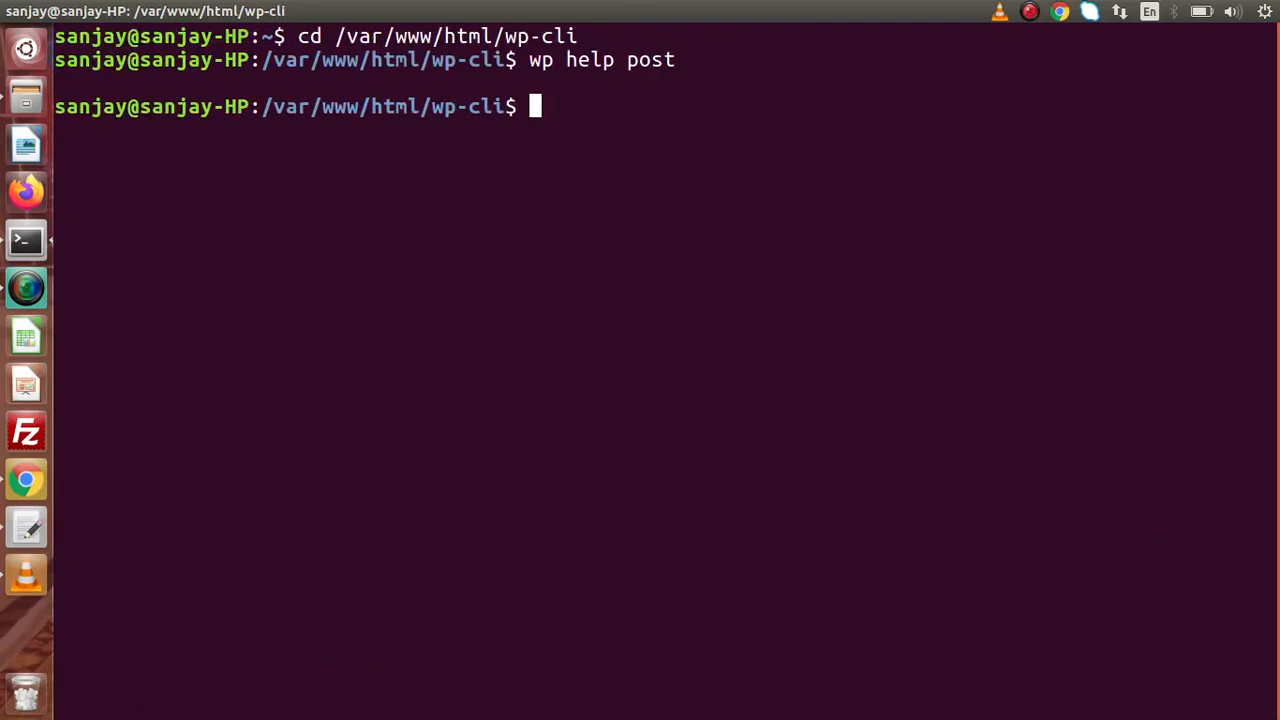 sanjay@sanjay-HP: /var/www/html/wp-cli
En
sanjay@sanjay-HP:~$ cd /var/www/html/wp-cli
sanjay@sanjay-HP:/var/www/html/wp-cli$ wp help post
sanjay@sanjay-HP:/var/www/html/wp-cli$
>_
Fz